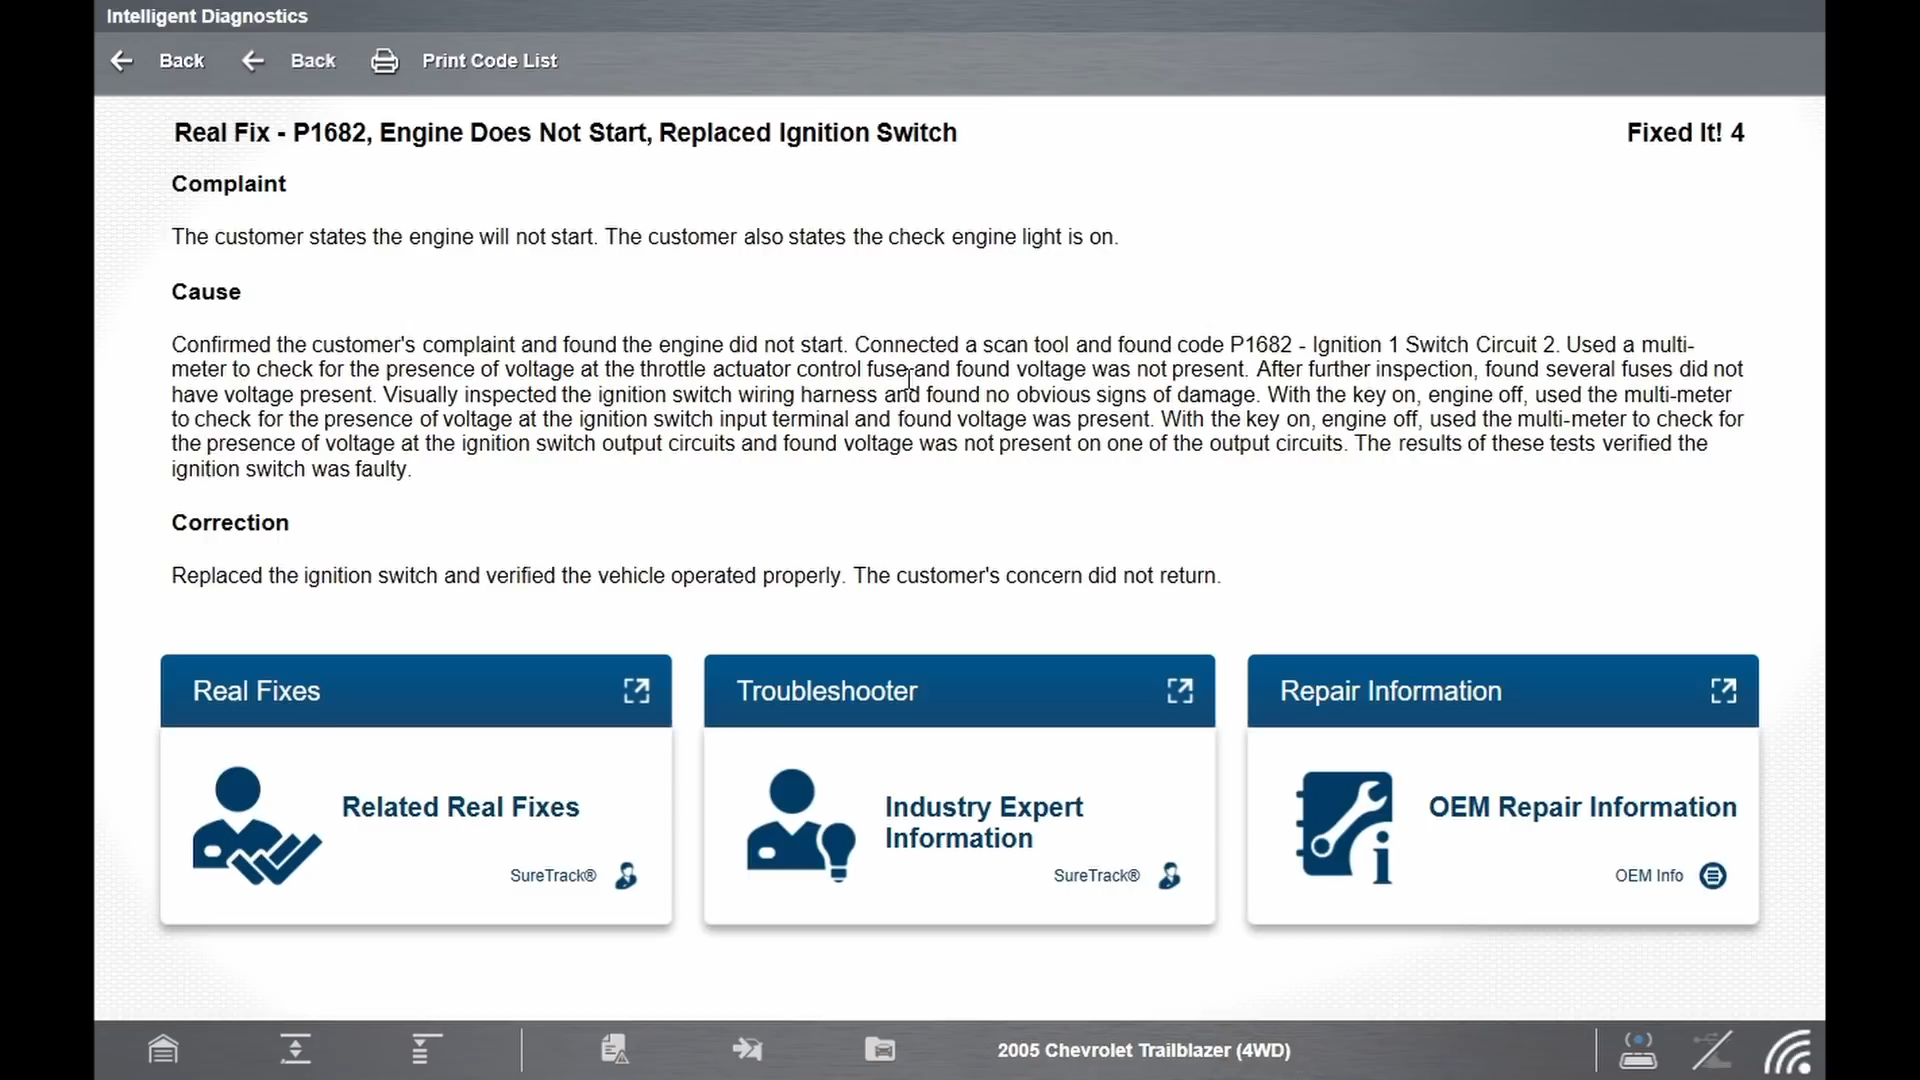 Intelligent Diagnostics
Back
Back
Print Code List
Real Fix - P1682, Engine Does Not Start, Replaced Ignition Switch
Fixed It! 4
Complaint
The customer states the engine will not start. The customer also states the check engine light is on.
Cause
Confirmed the customer's complaint and found the engine did not start. Connected a scan tool and found code P1682 - Ignition 1 Switch Circuit 2. Used a multi-
meter to check for the presence of voltage at the throttle actuator control fuse and found voltage was not present. After further inspection, found several fuses did not
have voltage present. Visually inspected the ignition switch wiring harness and found no obvious signs of damage. With the key on, engine off, used the multi-meter
to check for the presence of voltage at the ignition switch input terminal and found voltage was present. With the key on, engine off, used the multi-meter to check for
the presence of voltage at the ignition switch output circuits and found voltage was not present on one of the output circuits. The results of these tests verified the
ignition switch was faulty.
Correction
Replaced the ignition switch and verified the vehicle operated properly. The customer's concern did not return.
Real Fixes
Related Real Fixes
SureTrack®
Troubleshooter
Industry Expert
Information
SureTrack®
Repair Information
OEM Repair Information
OEM Info
2005 Chevrolet Trailblazer (4WD)